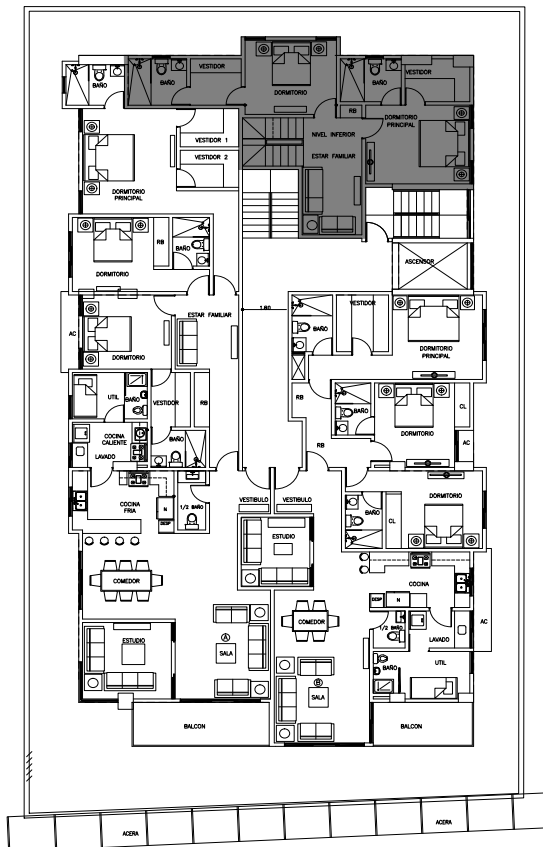 VESTIDOR
BAÑO
DORMITORIO
BAÑO
VESTIDOR
BAÑO
RB
DORMITORIO
PRINCIPAL
NIVEL INFERIOR
ESTAR FAMILIAR
VESTIDOR 1
VESTIDOR 2
DORMITORIO
PRINCIPAL
RB
BAÑO
DORMITORIO
ASCENSOR
ESTAR FAMILIAR
1.60
VESTIDOR
BAÑO
AC
DORMITORIO
DORMITORIO
PRINCIPAL
UTIL
BAÑO
VESTIDOR
RB
RB
BAÑO
CL
DORMITORIO
COCINA
CALIENTE
LAVADO
BAÑO
RB
AC
COCINA
FRIA
N
DESP
1/2 BAÑO
VESTIBULO
VESTIBULO
BAÑO
CL
DORMITORIO
ESTUDIO
COMEDOR
COCINA
DESP
N
COMEDOR
1/2 BAÑO
LAVADO
AC
ESTUDIO
A
SALA
BAÑO
UTIL
B
SALA
BALCON
BALCON
ACERA
ACERA